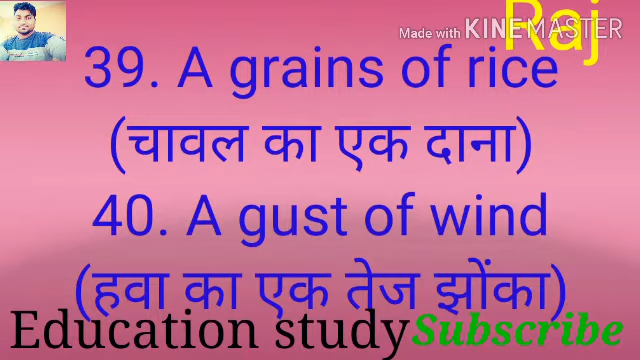 Raj
Made with KINEMASTER
39. A grains of rice
(चावल का एक दाना)
40. A gust of wind
(हवा का एक तेज झोंका)
Education study Subscribe